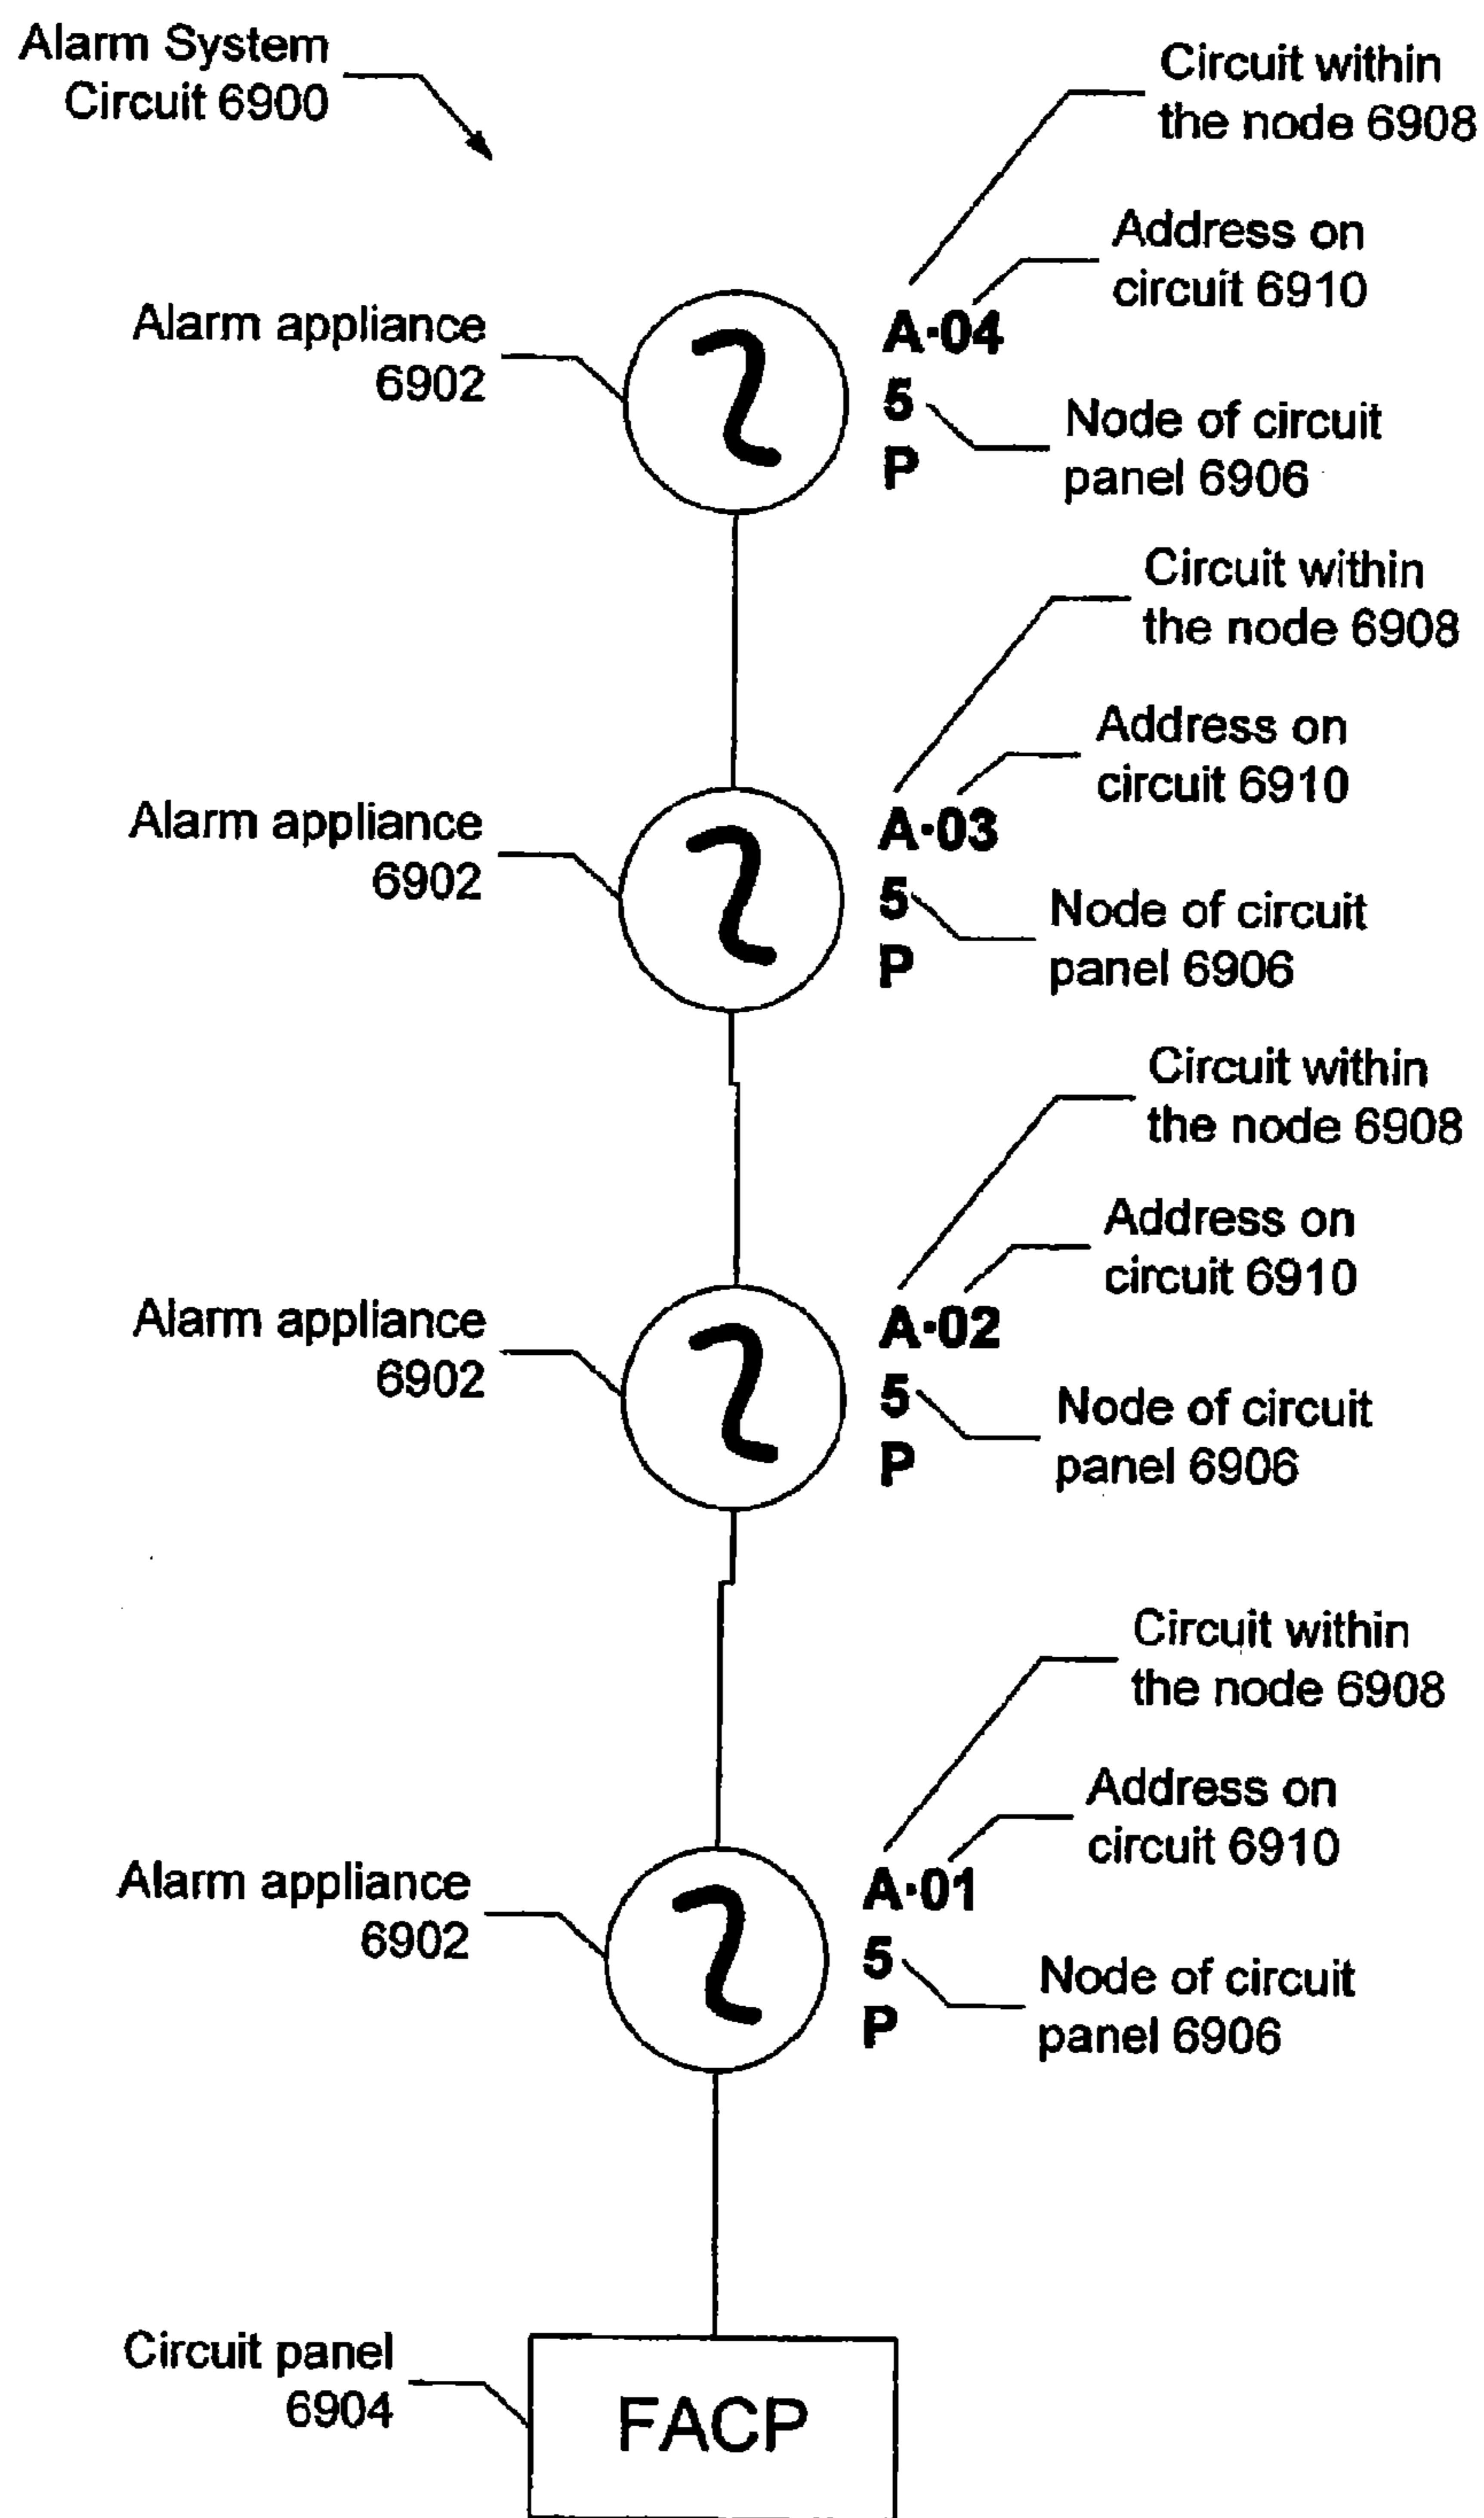 Alarm System
Circuit 6900
Circuit within
the node 6908
Address on
circuit 6910
Alarm appliance
6902
A-04
5
P
Node of circuit
panel 6906
Circuit within
the node 6908
Address on
circuit 6910
Alarm appliance
6902
A-03
5
P
Node of circuit
panel 6906
Circuit within
the node 6908
Address on
circuit 6910
Alarm appliance
6902
A-02
5
P
Node of circuit
panel 6906
Circuit within
the node 6908
Address on
circuit 6910
Alarm appliance
6902
A-01
5
P
Node of circuit
panel 6906
Circuit panel
6904
FACP